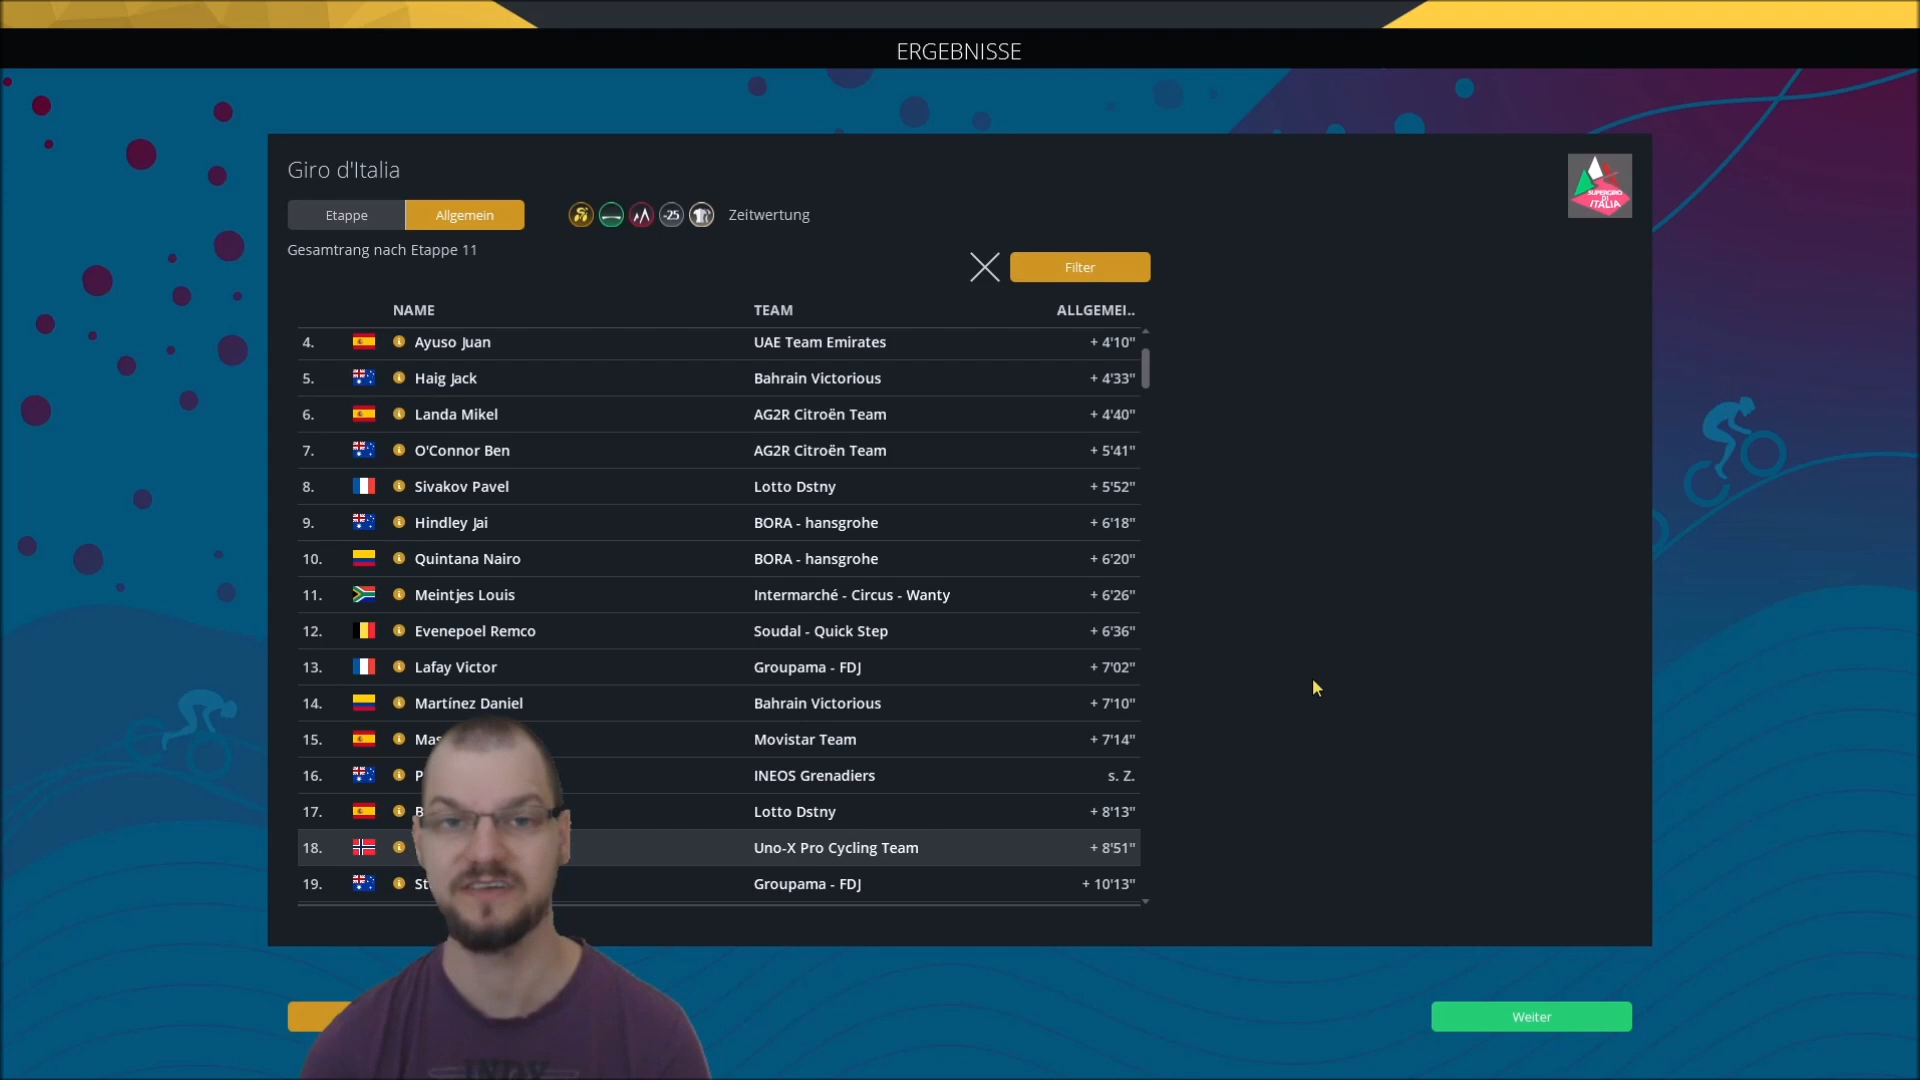 ERGEBNISSE
Giro d'Italia
SUPERGIRO
DI
ITALIA
Etappe Allgemein -25 Zeitwertung
Gesamtrang nach Etappe 11
Filter
NAME TEAM ALLGEMEI..
4. Ayuso Juan UAE Team Emirates + 4'10"
5. Haig Jack Bahrain Victorious + 4'33"
6. Landa Mikel AG2R Citroën Team + 4'40"
7. O'Connor Ben AG2R Citroën Team + 5'41"
8. Sivakov Pavel Lotto Dstny + 5'52"
9. Hindley Jai BORA - hansgrohe + 6'18"
10. Quintana Nairo BORA - hansgrohe + 6'20"
11. Meintjes Louis Intermarché - Circus - Wanty + 6'26"
12. Evenepoel Remco Soudal - Quick Step + 6'36"
13. Lafay Victor Groupama - FDJ + 7'02"
14. Martínez Daniel Bahrain Victorious + 7'10"
15. Mas Movistar Team + 7'14"
16. P INEOS Grenadiers s. Z.
17. B Lotto Dstny + 8'13"
18. Uno-X Pro Cycling Team + 8'51"
19. St Groupama - FDJ + 10'13"
Weiter